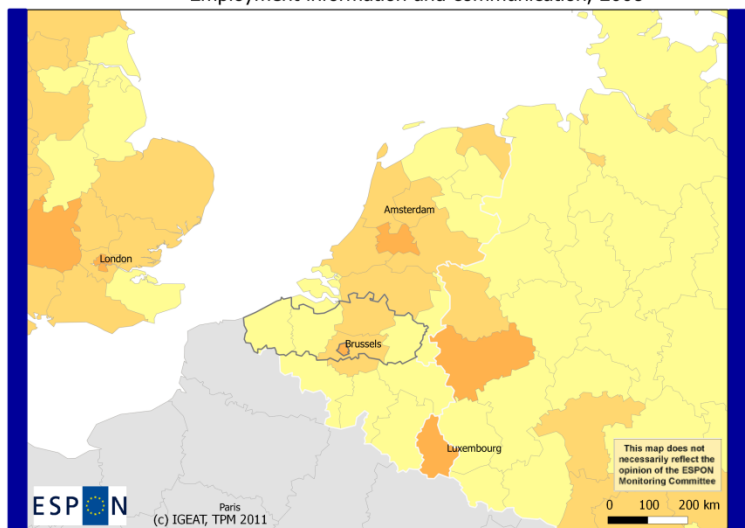 Employment Information and Communication, 2008
Amsterdam
London
Brussels
Luxembourg
This map does not
necessarily reflect the
opinion of the ESPON
Monitoring Committee
ESPON
Paris
(c) IGEAT, TPM 2011
0 100 200 km